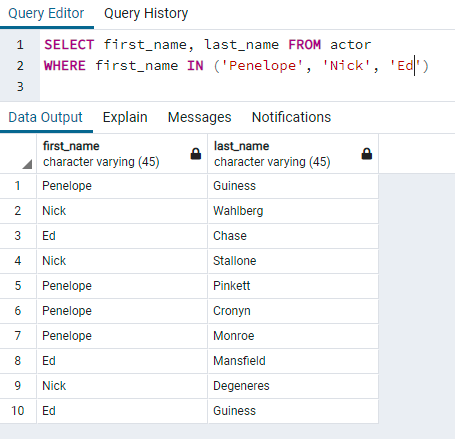 Query Editor Query History
1 SELECT first_name, last_name FROM actor
2 WHERE first_name IN ('Penelope', 'Nick', 'Ed')
3
Data Output Explain Messages Notifications
first_name last_name
character varying (45) character varying (45)
1 Penelope Guiness
2 Nick Wahlberg
3 Ed Chase
4 Nick Stallone
5 Penelope Pinkett
6 Penelope Cronyn
7 Penelope Monroe
8 Ed Mansfield
9 Nick Degeneres
10 Ed Guiness